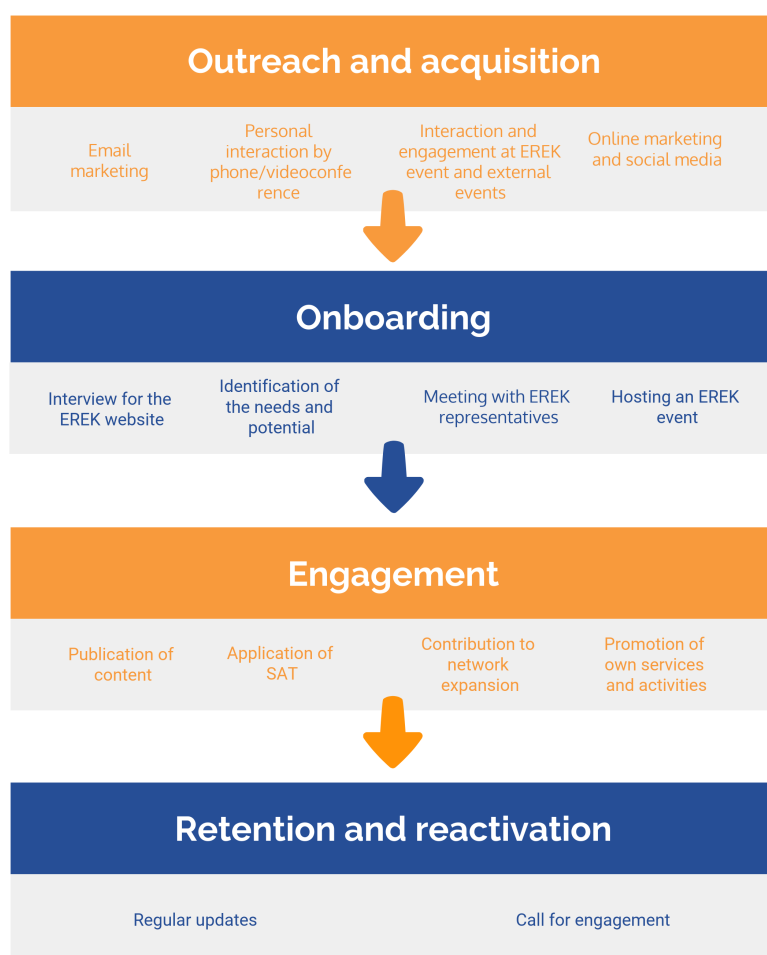 Outreach and acquisition
Email
marketing
Personal
interaction by
phone/videoconfe
rence
Interaction and
engagement at EREK
event and external
events
Online marketing
and social media
Onboarding
Interview for the
EREK website
Identification of
the needs and
potential
Meeting with EREK
representatives
Hosting an EREK
event
Engagement
Publication of
content
Application of
SAT
Contribution to
network
expansion
Promotion of
own services
and activities
Retention and reactivation
Regular updates
Call for engagement